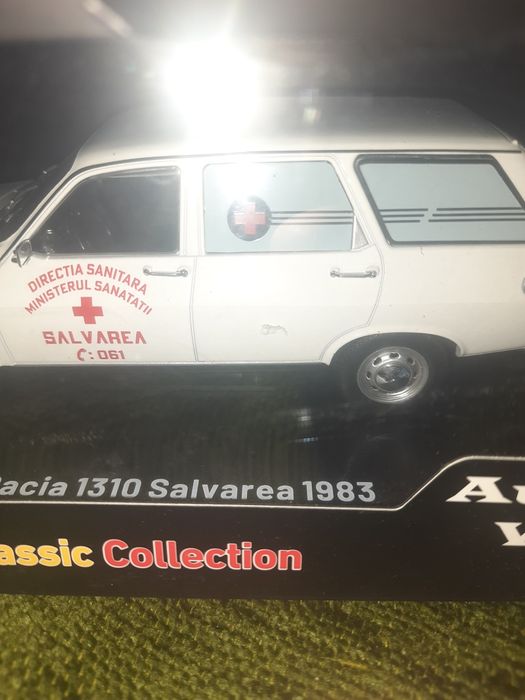 DIRECTIA SANITARA
MINISTERUL SANATATII
SALVAREA
: 061
acia 1310 Salvarea 1983
assic Collection